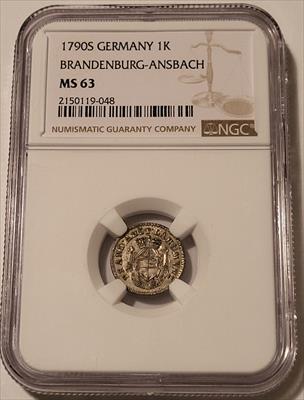 1790S GERMANY 1K
BRANDENBURG-ANSBACH
MS 63
2150119-048
NUMISMATIC GUARANTY COMPANY NGC